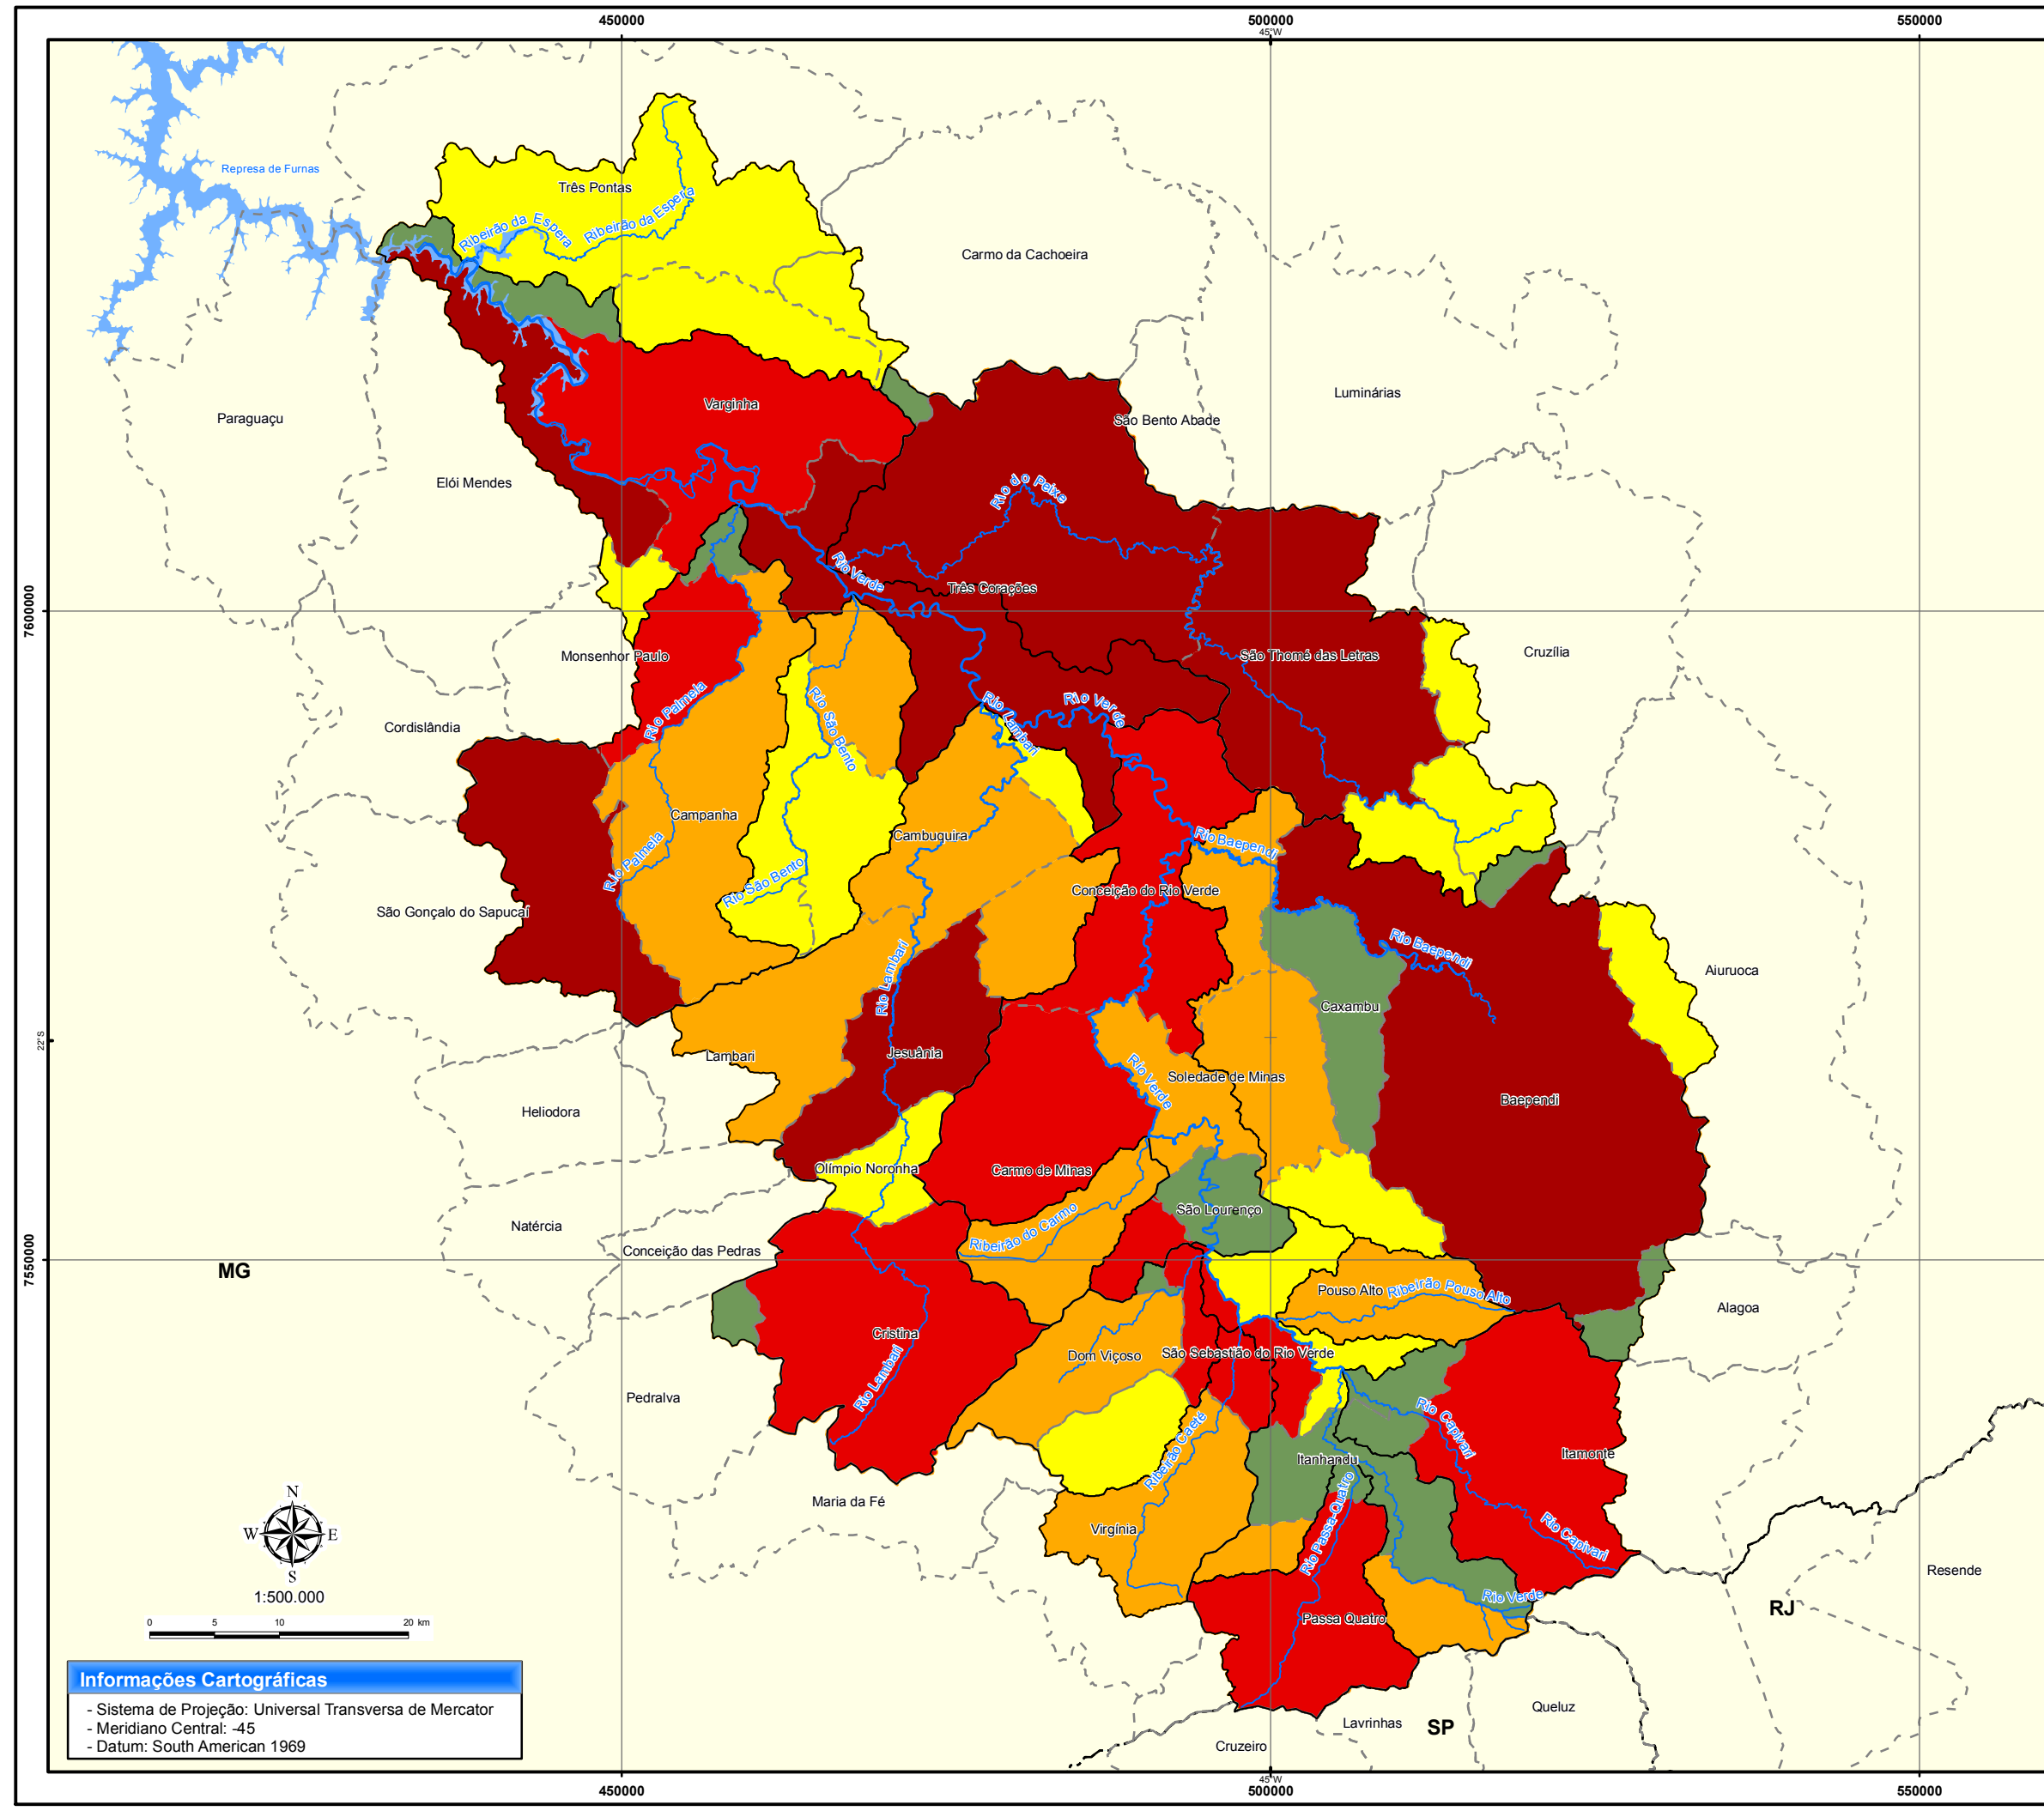 450000
500000
550000
45°W
Represa de Furnas
Três Pontas
Ribeirão da Espera
Ribeirão da Espera
Carmo da Cachoeira
Varginha
Luminárias
Paraguaçu
São Bento Abade
Elói Mendes
Rio do Peixe
Rio Verde
Três Corações
7600000
Monsenhor Paulo
São Thomé das Letras
Cruzília
Rio Palmela
Rio São Bento
Rio Lambari
Rio Verde
Cordislândia
Campanha
Cambuquira
Rio Baependi
Rio Palmela
Rio São Bento
Conceição do Rio Verde
São Gonçalo do Sapucaí
Rio Lambari
Rio Baependi
Aiuruoca
Caxambu
22°S
Lambari
Jesuânia
Rio Verde
Soledade de Minas
Baependi
Heliodora
Olímpio Noronha
Carmo de Minas
São Lourenço
Natércia
Ribeirão do Carmo
Conceição das Pedras
7550000
MG
Pouso Alto
Ribeirão Pouso Alto
Alagoa
Cristina
Dom Viçoso
São Sebastião do Rio Verde
Rio Lambari
Pedralva
Rio Capivari
Ribeirão Caeté
Itanhandu
Itamonte
Maria da Fé
Virgínia
Rio Passa-Quatro
Rio Capivari
Resende
Rio Verde
RJ
Passa Quatro
N
W
E
S
1:500.000
0 5 10 20 km
Informações Cartográficas
- Sistema de Projeção: Universal Transversa de Mercator
- Meridiano Central: -45
- Datum: South American 1969
Queluz
Lavrinhas
SP
Cruzeiro
45°W
450000
500000
550000